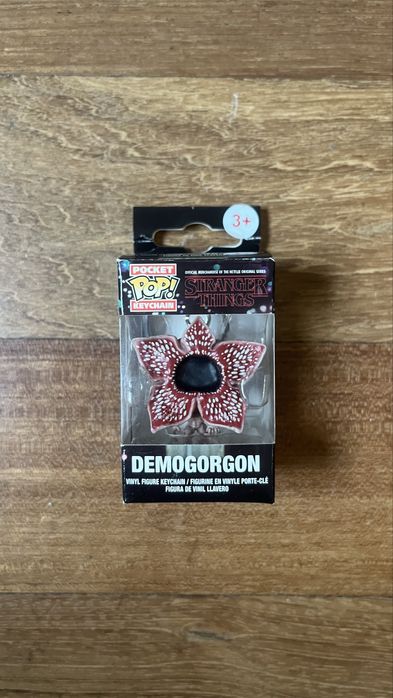 3+
POCKET
POP!
KEYCHAIN
OFFICIAL MERCHANDISE OF THE NETFLIX ORIGINAL SERIES
STRANGER
THINGS
DEMOGORGON
VINYL FIGURE KEYCHAIN / FIGURINE EN VINYLE PORTE-CLÉ
FIGURA DE VINIL LLAVERO